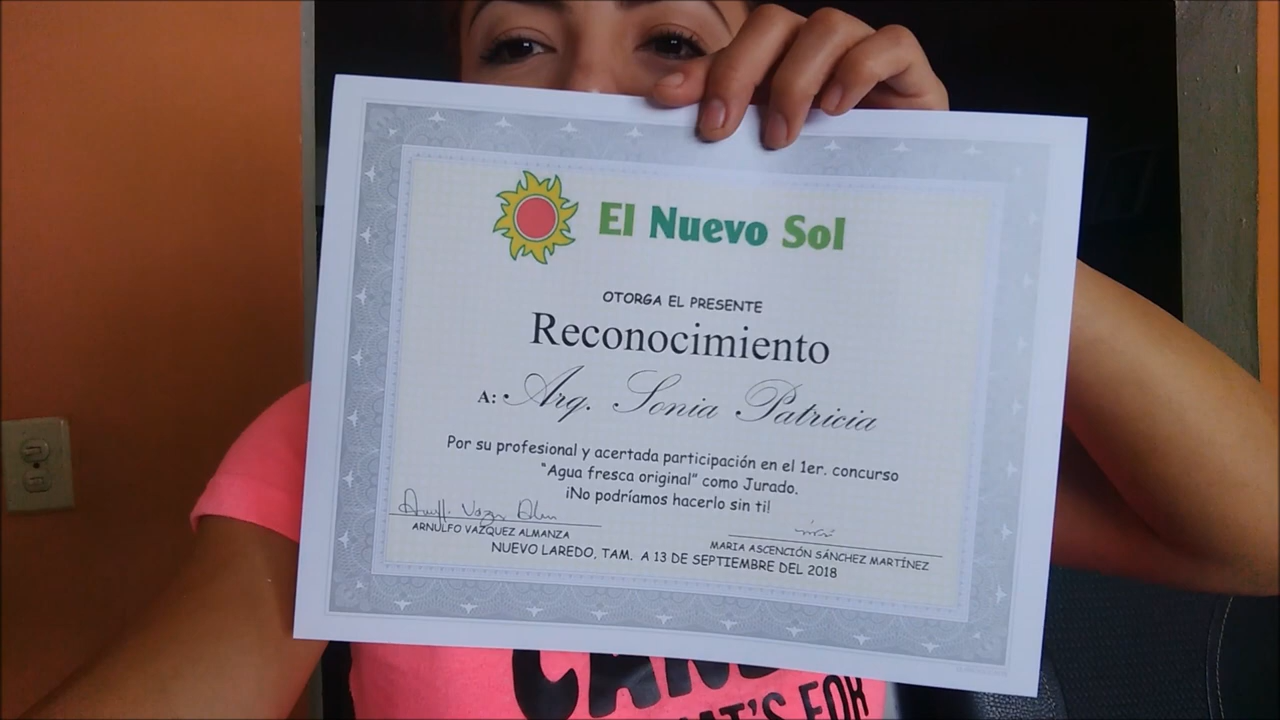 El Nuevo Sol
OTORGA EL PRESENTE
Reconocimiento
A: Arq. Sonia Patricia
Por su profesional y acertada participación en el 1er. concurso
"Agua fresca original" como Jurado.
¡No podríamos hacerlo sin ti!
ARNULFO VAZQUEZ ALMANZA
MARIA ASCENCIÓN SÁNCHEZ MARTÍNEZ
NUEVO LAREDO, TAM. A 13 DE SEPTIEMBRE DEL 2018